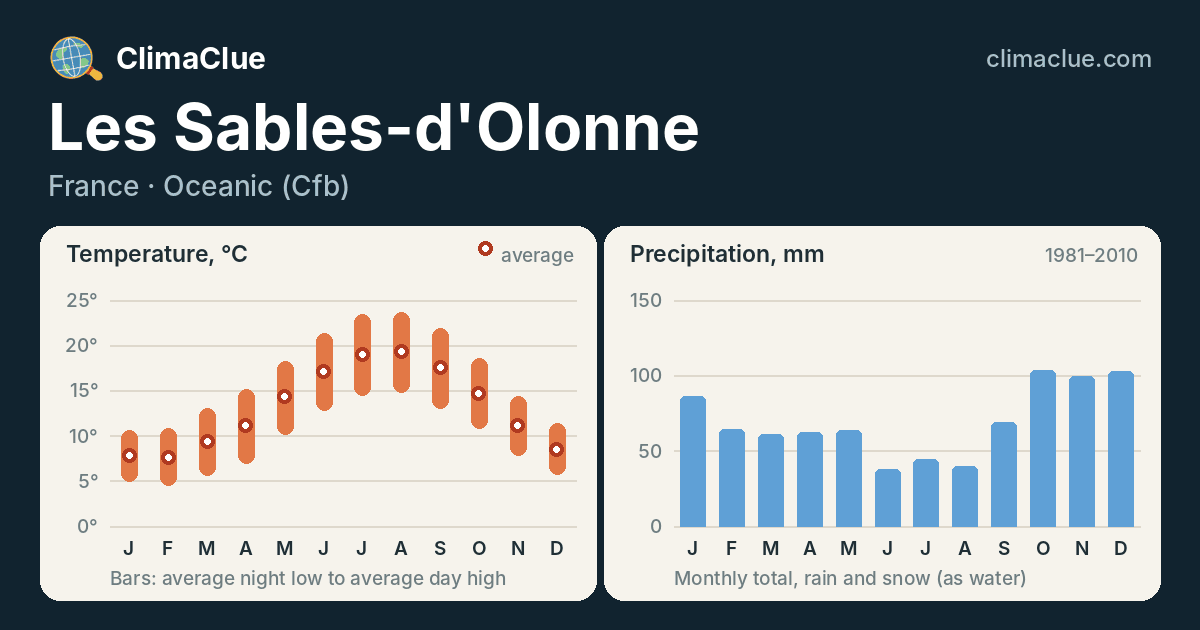 ClimaClue
climaclue.com
Les Sables-d'Olonne
France · Oceanic (Cfb)
Temperature, °C
average
25°
20°
15°
10°
5°
0°
J F M A M J J A S O N D
Bars: average night low to average day high
Precipitation, mm
1981–2010
150
100
50
0
J F M A M J J A S O N D
Monthly total, rain and snow (as water)